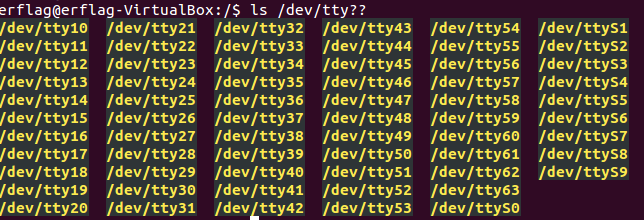 erflag@erflag-VirtualBox:/$ ls /dev/tty??
/dev/tty10 /dev/tty21 /dev/tty32 /dev/tty43 /dev/tty54 /dev/ttyS1
/dev/tty11 /dev/tty22 /dev/tty33 /dev/tty44 /dev/tty55 /dev/ttyS2
/dev/tty12 /dev/tty23 /dev/tty34 /dev/tty45 /dev/tty56 /dev/ttyS3
/dev/tty13 /dev/tty24 /dev/tty35 /dev/tty46 /dev/tty57 /dev/ttyS4
/dev/tty14 /dev/tty25 /dev/tty36 /dev/tty47 /dev/tty58 /dev/ttyS5
/dev/tty15 /dev/tty26 /dev/tty37 /dev/tty48 /dev/tty59 /dev/ttyS6
/dev/tty16 /dev/tty27 /dev/tty38 /dev/tty49 /dev/tty60 /dev/ttyS7
/dev/tty17 /dev/tty28 /dev/tty39 /dev/tty50 /dev/tty61 /dev/ttyS8
/dev/tty18 /dev/tty29 /dev/tty40 /dev/tty51 /dev/tty62 /dev/ttyS9
/dev/tty19 /dev/tty30 /dev/tty41 /dev/tty52 /dev/tty63
/dev/tty20 /dev/tty31 /dev/tty42 /dev/tty53 /dev/ttyS0